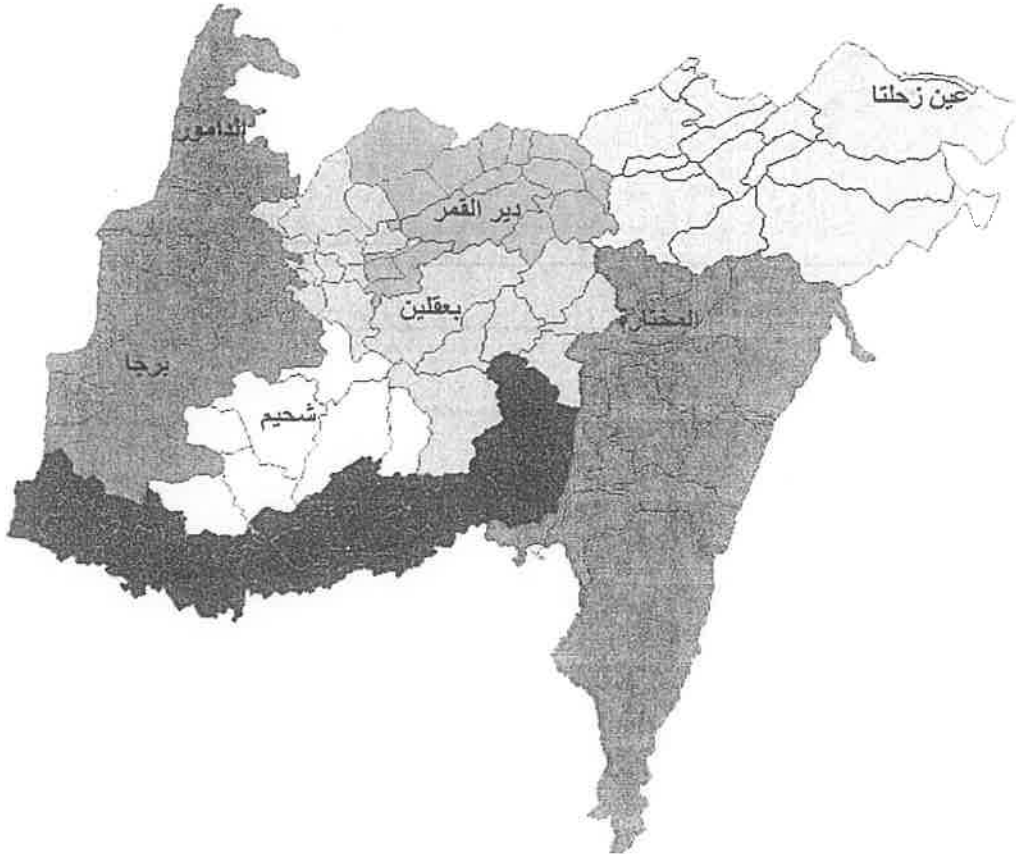 عين زحلتا
الدامور
دير القمر
بعقلين
المختارة
برجا
شحيم